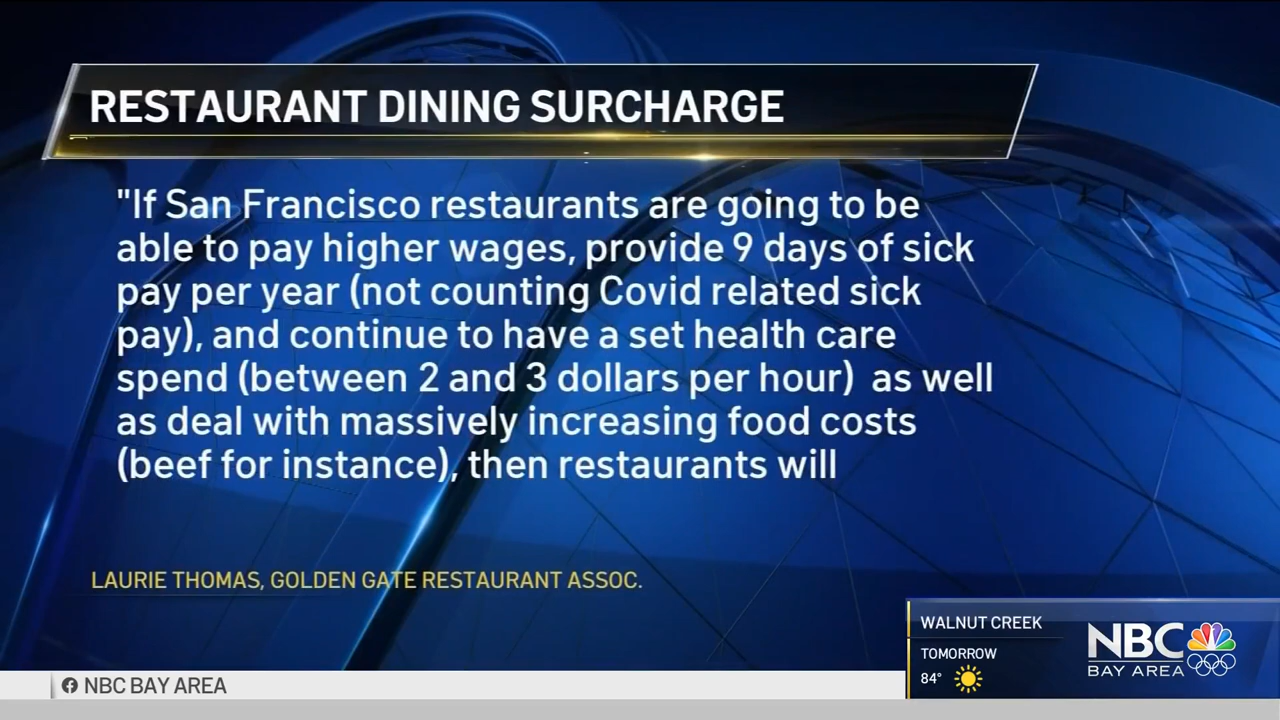 RESTAURANT DINING SURCHARGE
"If San Francisco restaurants are going to be
able to pay higher wages, provide 9 days of sick
pay per year (not counting Covid related sick
pay), and continue to have a set health care
spend (between 2 and 3 dollars per hour)  as well
as deal with massively increasing food costs
(beef for instance), then restaurants will
LAURIE THOMAS, GOLDEN GATE RESTAURANT ASSOC.
WALNUT CREEK
TOMORROW
84°
NBC
BAY AREA
NBC BAY AREA